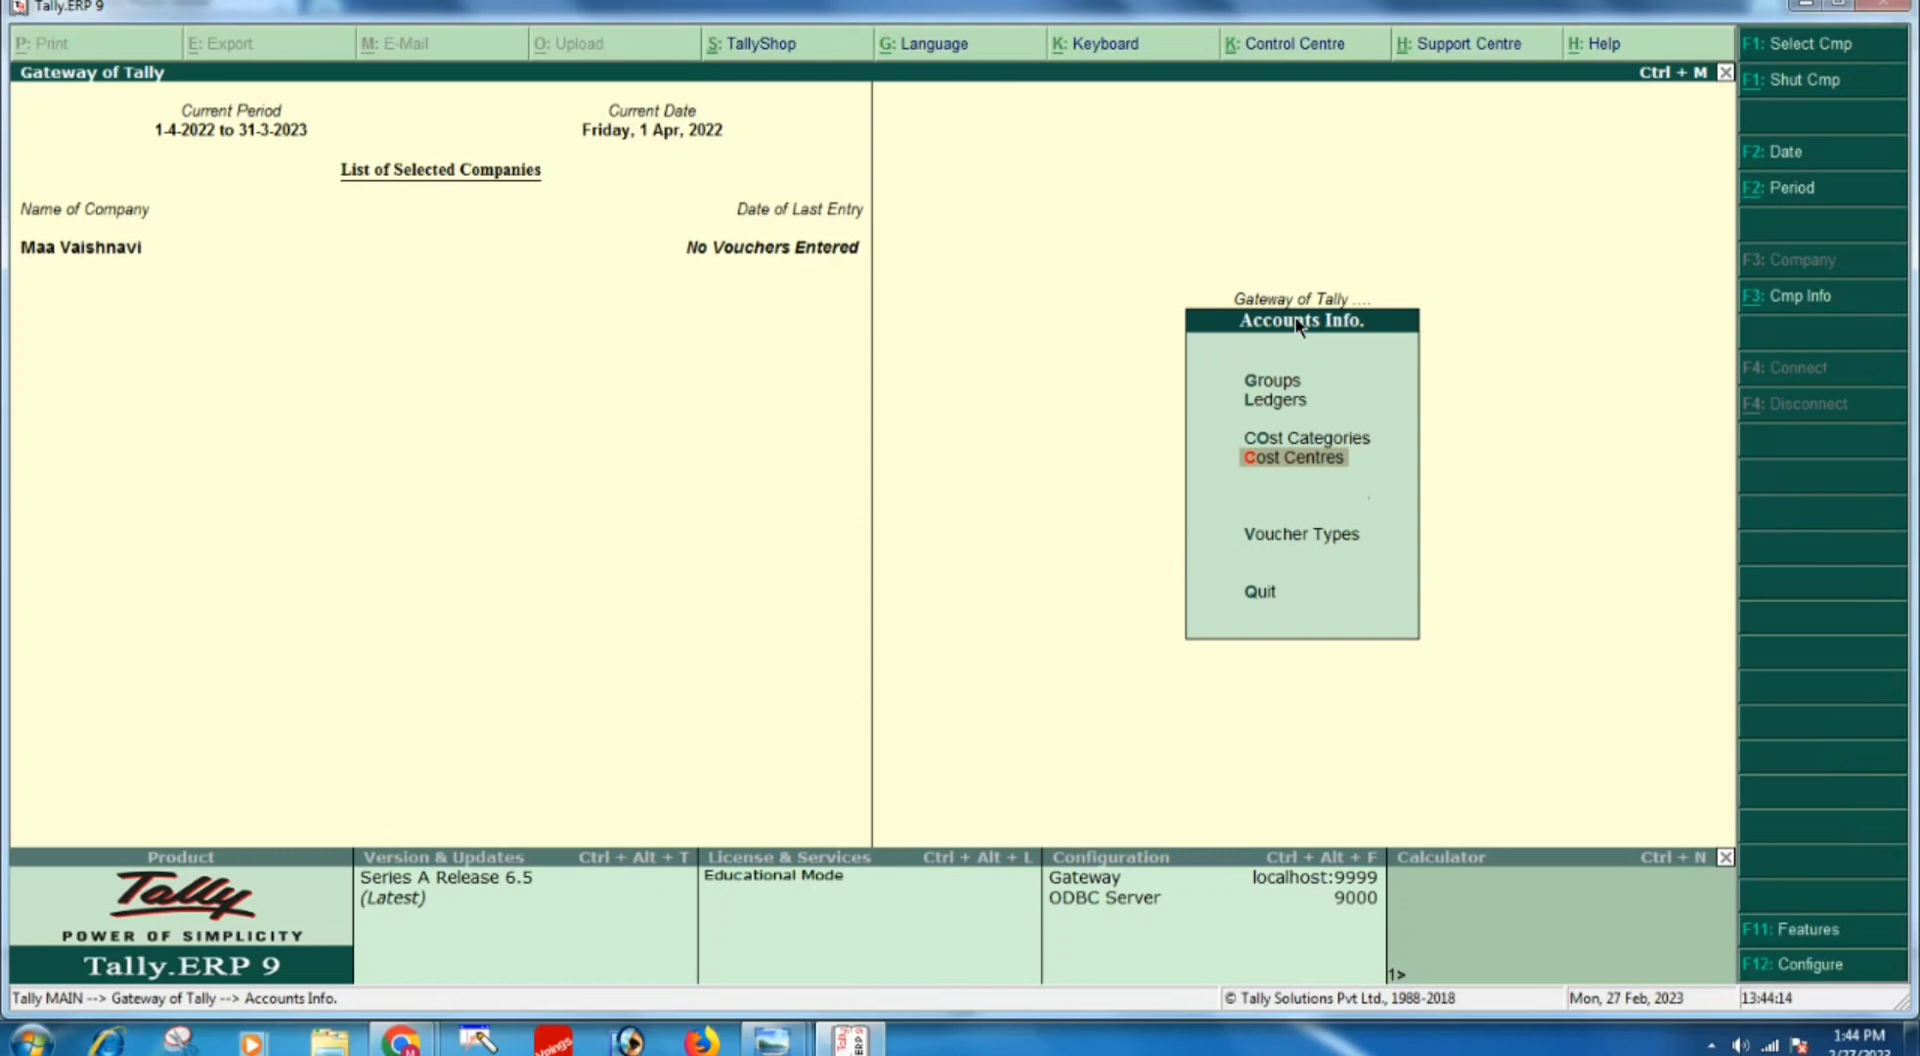 Tally.ERP 9
P: Print E: Export M: E-Mail O: Upload S: TallyShop G: Language K: Keyboard K: Control Centre H: Support Centre H: Help
Gateway of Tally Ctrl + M
Current Period Current Date
1-4-2022 to 31-3-2023 Friday, 1 Apr, 2022
List of Selected Companies
Name of Company Date of Last Entry
Maa Vaishnavi No Vouchers Entered
Gateway of Tally ....
Accounts Info.
Groups
Ledgers
COst Categories
Cost Centres
Voucher Types
Quit
F1: Select Cmp
F1: Shut Cmp
F2: Date
F2: Period
F3: Company
F3: Cmp Info
F4: Connect
F4: Disconnect
F11: Features
F12: Configure
Product
Tally
POWER OF SIMPLICITY
Tally.ERP 9
Version & Updates Ctrl + Alt + T
Series A Release 6.5
(Latest)
License & Services Ctrl + Alt + L
Educational Mode
Configuration Ctrl + Alt + F
Gateway localhost:9999
ODBC Server 9000
Calculator Ctrl + N
1>
Tally MAIN --> Gateway of Tally --> Accounts Info. © Tally Solutions Pvt Ltd., 1988-2018 Mon, 27 Feb, 2023 13:44:14
1:44 PM
2/27/2023